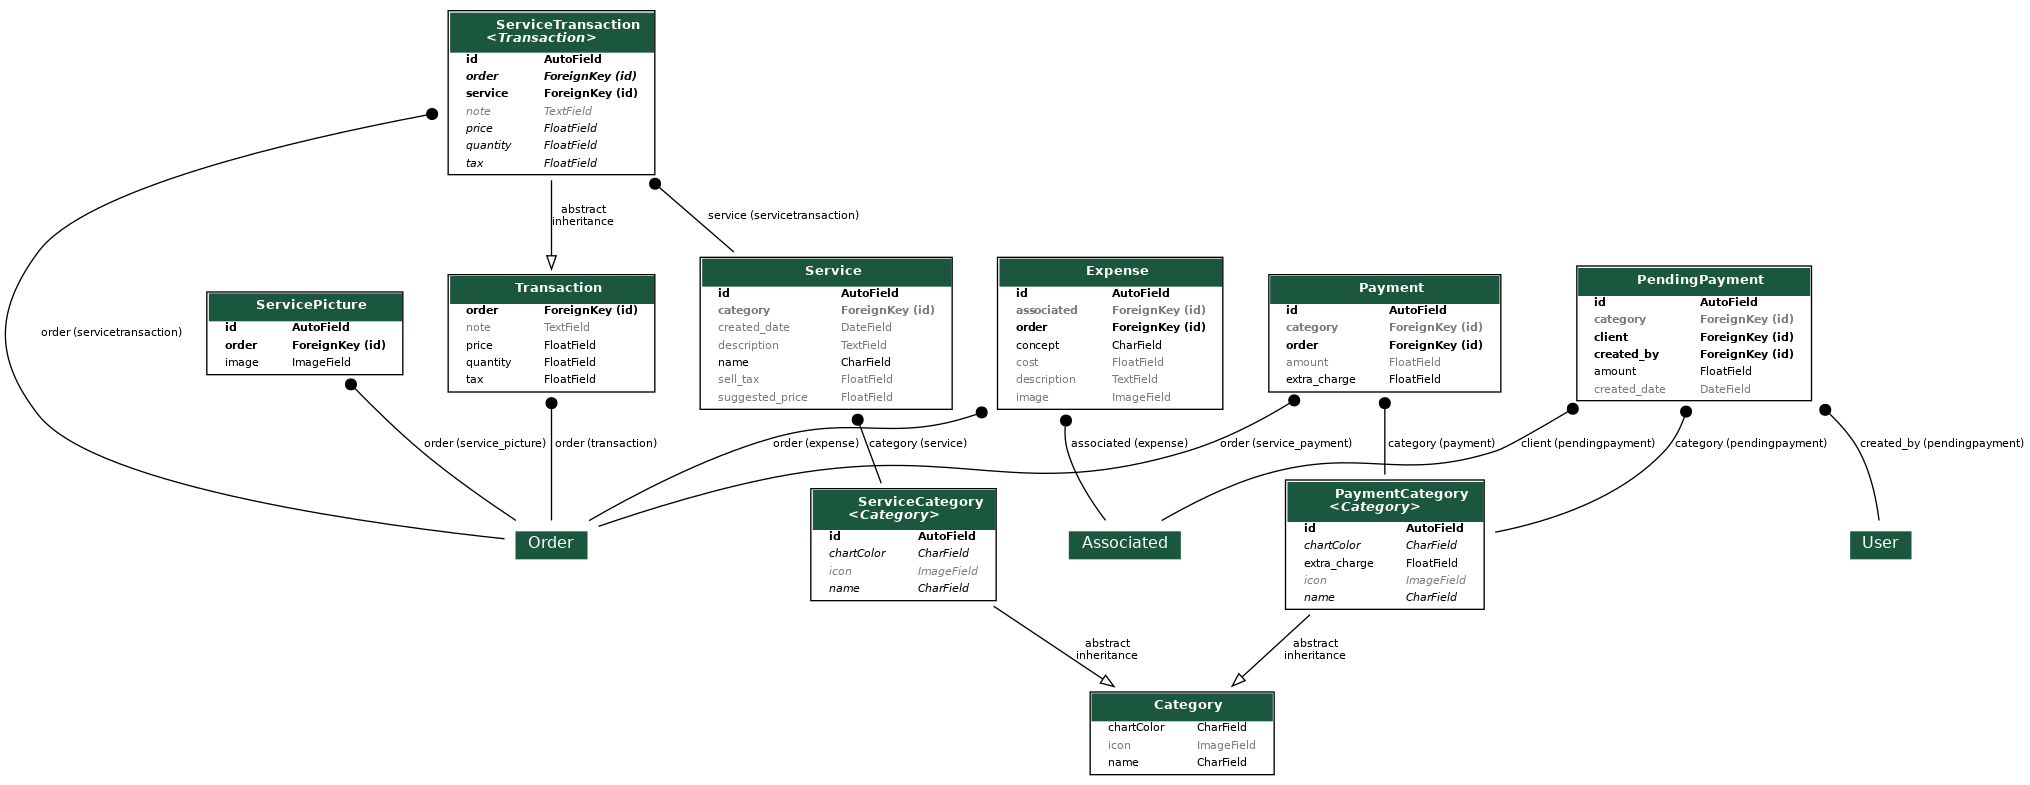 ServiceTransaction
<Transaction>
id AutoField
order ForeignKey (id)
service ForeignKey (id)
note TextField
price FloatField
quantity FloatField
tax FloatField
abstract
inheritance
service (servicetransaction)
order (servicetransaction)
ServicePicture
id AutoField
order ForeignKey (id)
image ImageField
Transaction
order ForeignKey (id)
note TextField
price FloatField
quantity FloatField
tax FloatField
Service
id AutoField
category ForeignKey (id)
created_date DateField
description TextField
name CharField
sell_tax FloatField
suggested_price FloatField
Expense
id AutoField
associated ForeignKey (id)
order ForeignKey (id)
concept CharField
cost FloatField
description TextField
image ImageField
Payment
id AutoField
category ForeignKey (id)
order ForeignKey (id)
amount FloatField
extra_charge FloatField
PendingPayment
id AutoField
category ForeignKey (id)
client ForeignKey (id)
created_by ForeignKey (id)
amount FloatField
created_date DateField
order (service_picture)
order (transaction)
order (expense)
category (service)
associated (expense)
order (service_payment)
category (payment)
client (pendingpayment)
category (pendingpayment)
created_by (pendingpayment)
Order
ServiceCategory
<Category>
id AutoField
chartColor CharField
icon ImageField
name CharField
Associated
PaymentCategory
<Category>
id AutoField
chartColor CharField
extra_charge FloatField
icon ImageField
name CharField
User
abstract
inheritance
abstract
inheritance
Category
chartColor CharField
icon ImageField
name CharField